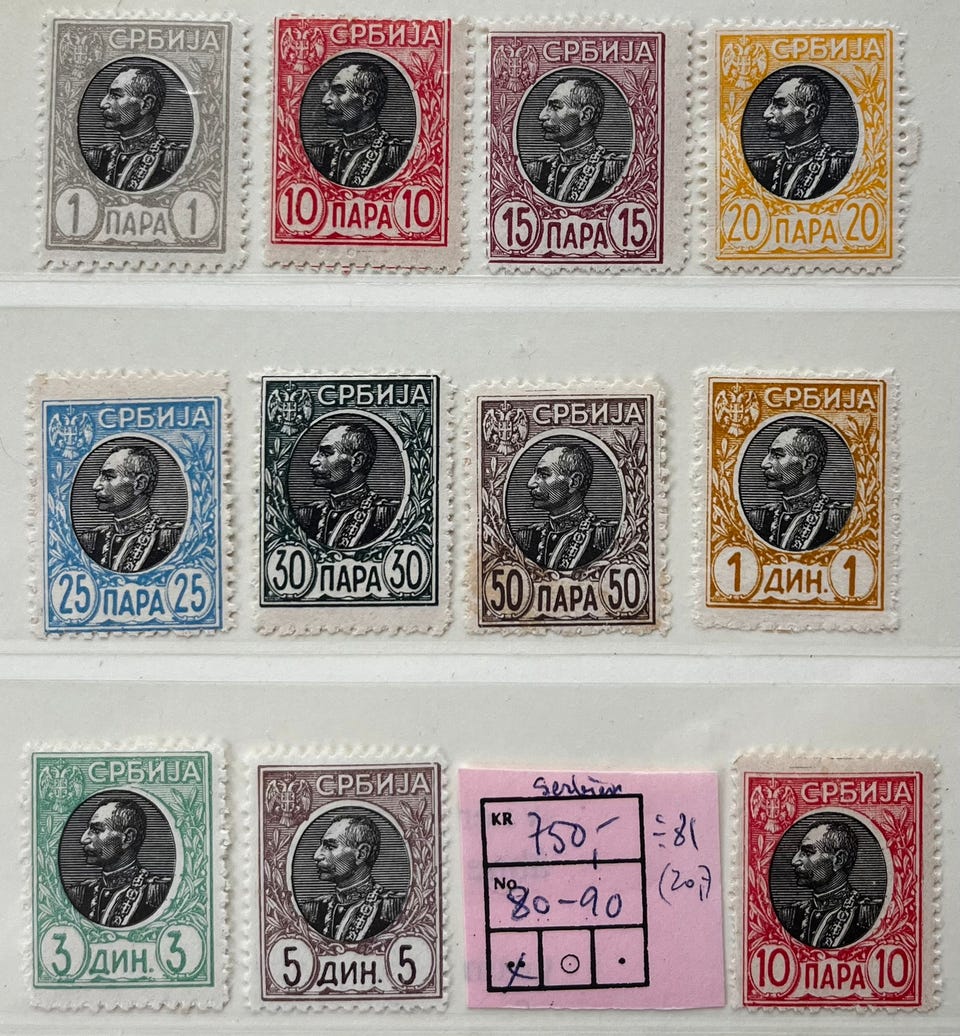 СРБИЈА
1 ПАРА 1
СРБИЈА
10 ПАРА 10
СРБИЈА
15 ПАРА 15
СРБИЈА
20 ПАРА 20
СРБИЈА
25 ПАРА 25
СРБИЈА
30 ПАРА 30
СРБИЈА
50 ПАРА 50
СРБИЈА
1 ДИН. 1
СРБИЈА
3 ДИН. 3
СРБИЈА
5 ДИН. 5
Serbien
KR 750,-
÷81
No. 80-90
(20,-)
СРБИЈА
10 ПАРА 10